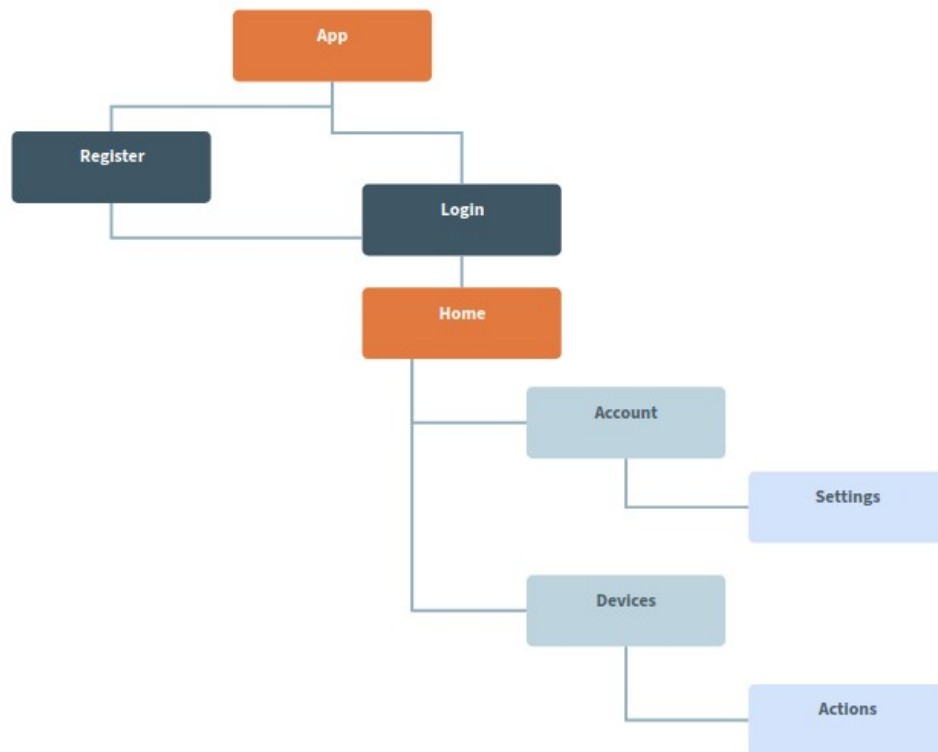 App
Register
Login
Home
Account
Settings
Devices
Actions